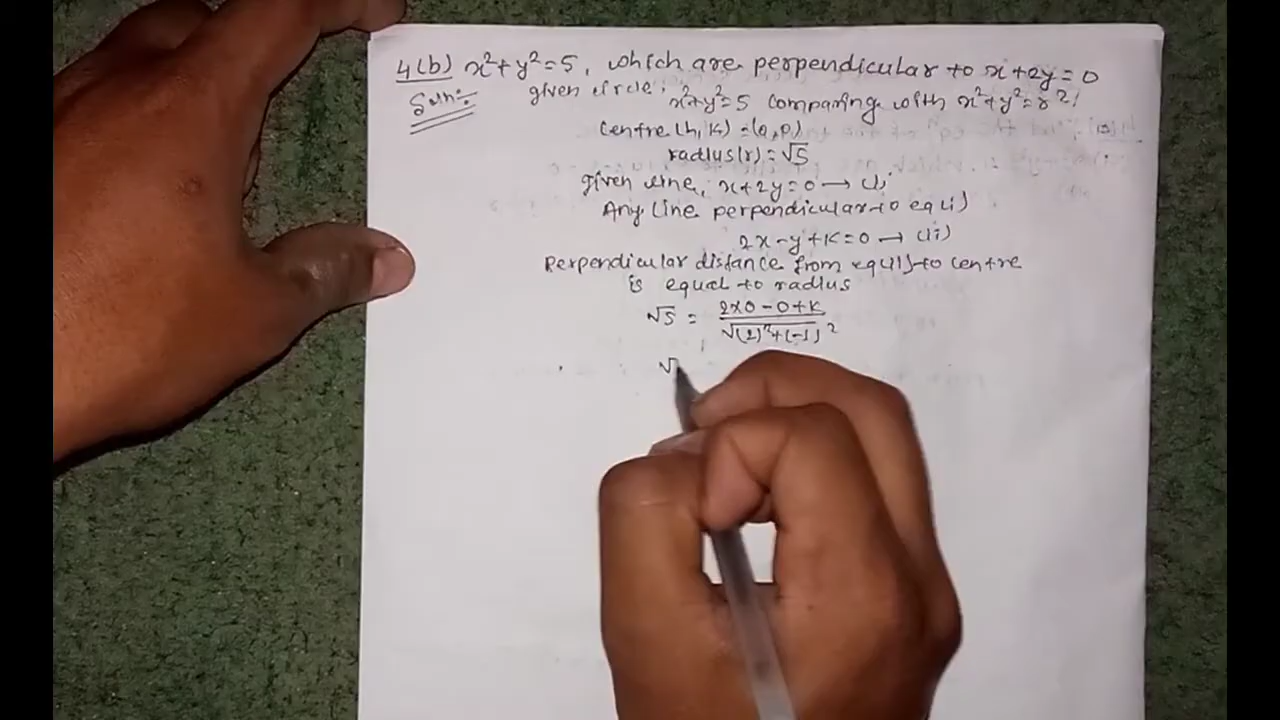 4(b) x²+y²=5, which are perpendicular to x+2y=0
Soln:
given circle, x²+y²=5 comparing with x²+y²=r²,
Centre (h, k) = (0, 0)
radius(r) = √5
given line, x+2y=0 → (i)
Any line perpendicular to eq(i)
2x-y+k=0 → (ii)
Perpendicular distance from eq(ii) to centre
is equal to radius
√5 = 2×0-0+k / √(2)²+(-1)²
√